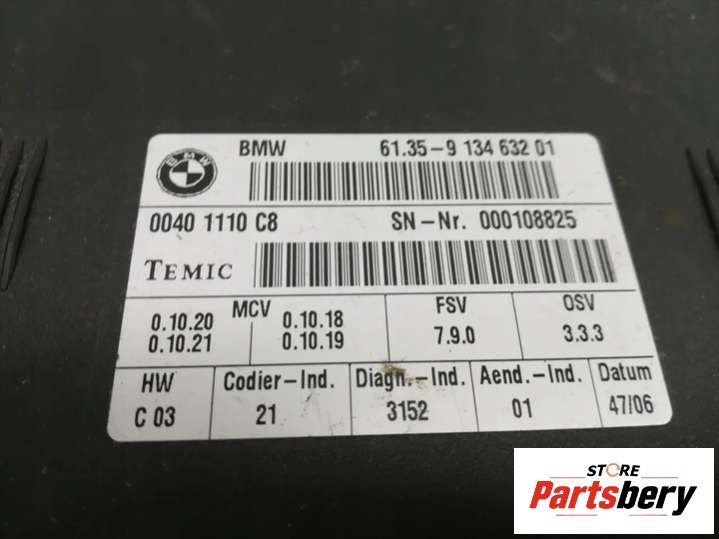 BMW 61.35-9 134 632 01
BMW
0040 1110 C8 SN-Nr. 000108825
TEMIC
MCV FSV OSV
0.10.20 0.10.18 7.9.0 3.3.3
0.10.21 0.10.19
HW Codier-Ind. Diagn.-Ind. Aend.-Ind. Datum
C 03 21 3152 01 47/06
STORE
Partsbery